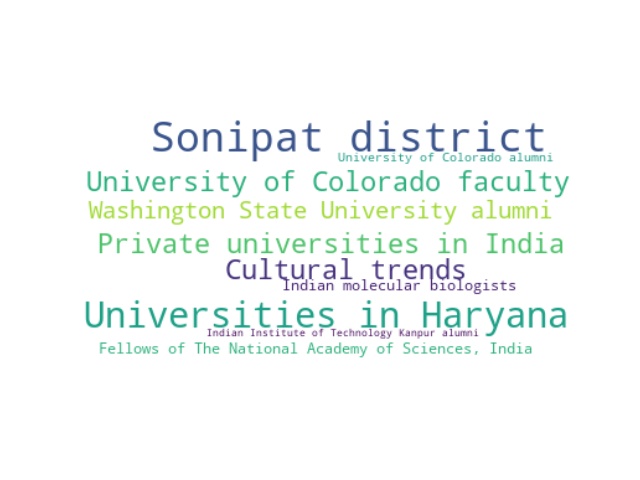 Sonipat district
University of Colorado alumni
University of Colorado faculty
Washington State University alumni
Private universities in India
Cultural trends
Indian molecular biologists
Universities in Haryana
Indian Institute of Technology Kanpur alumni
Fellows of The National Academy of Sciences, India